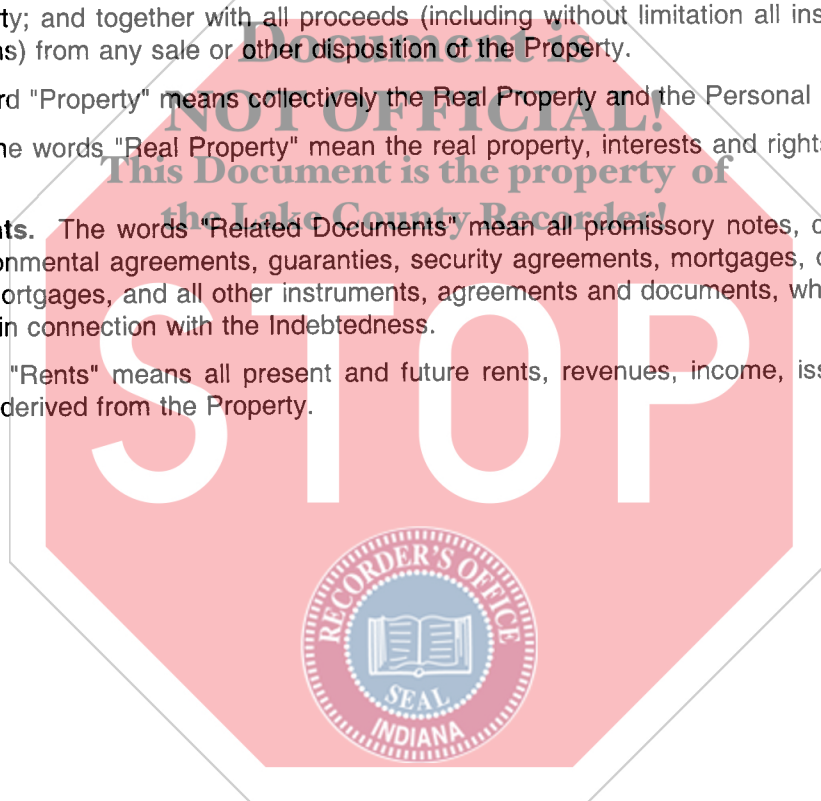 ty; and together with all proceeds (including without limitation all ins
s) from any sale or other disposition of the Property.
rd "Property" means collectively the Real Property and the Personal
ne words "Real Property" mean the real property, interests and rights
nts. The words "Related Documents" mean all promissory notes, c
onmental agreements, guaranties, security agreements, mortgages, c
ortgages, and all other instruments, agreements and documents, wh
in connection with the Indebtedness.
"Rents" means all present and future rents, revenues, income, iss
derived from the Property.
Document is
NOT OFFICIAL!
This Document is the property of
the Lake County Recorder!
STOP
RECORDER'S OFFICE
SEAL
INDIANA